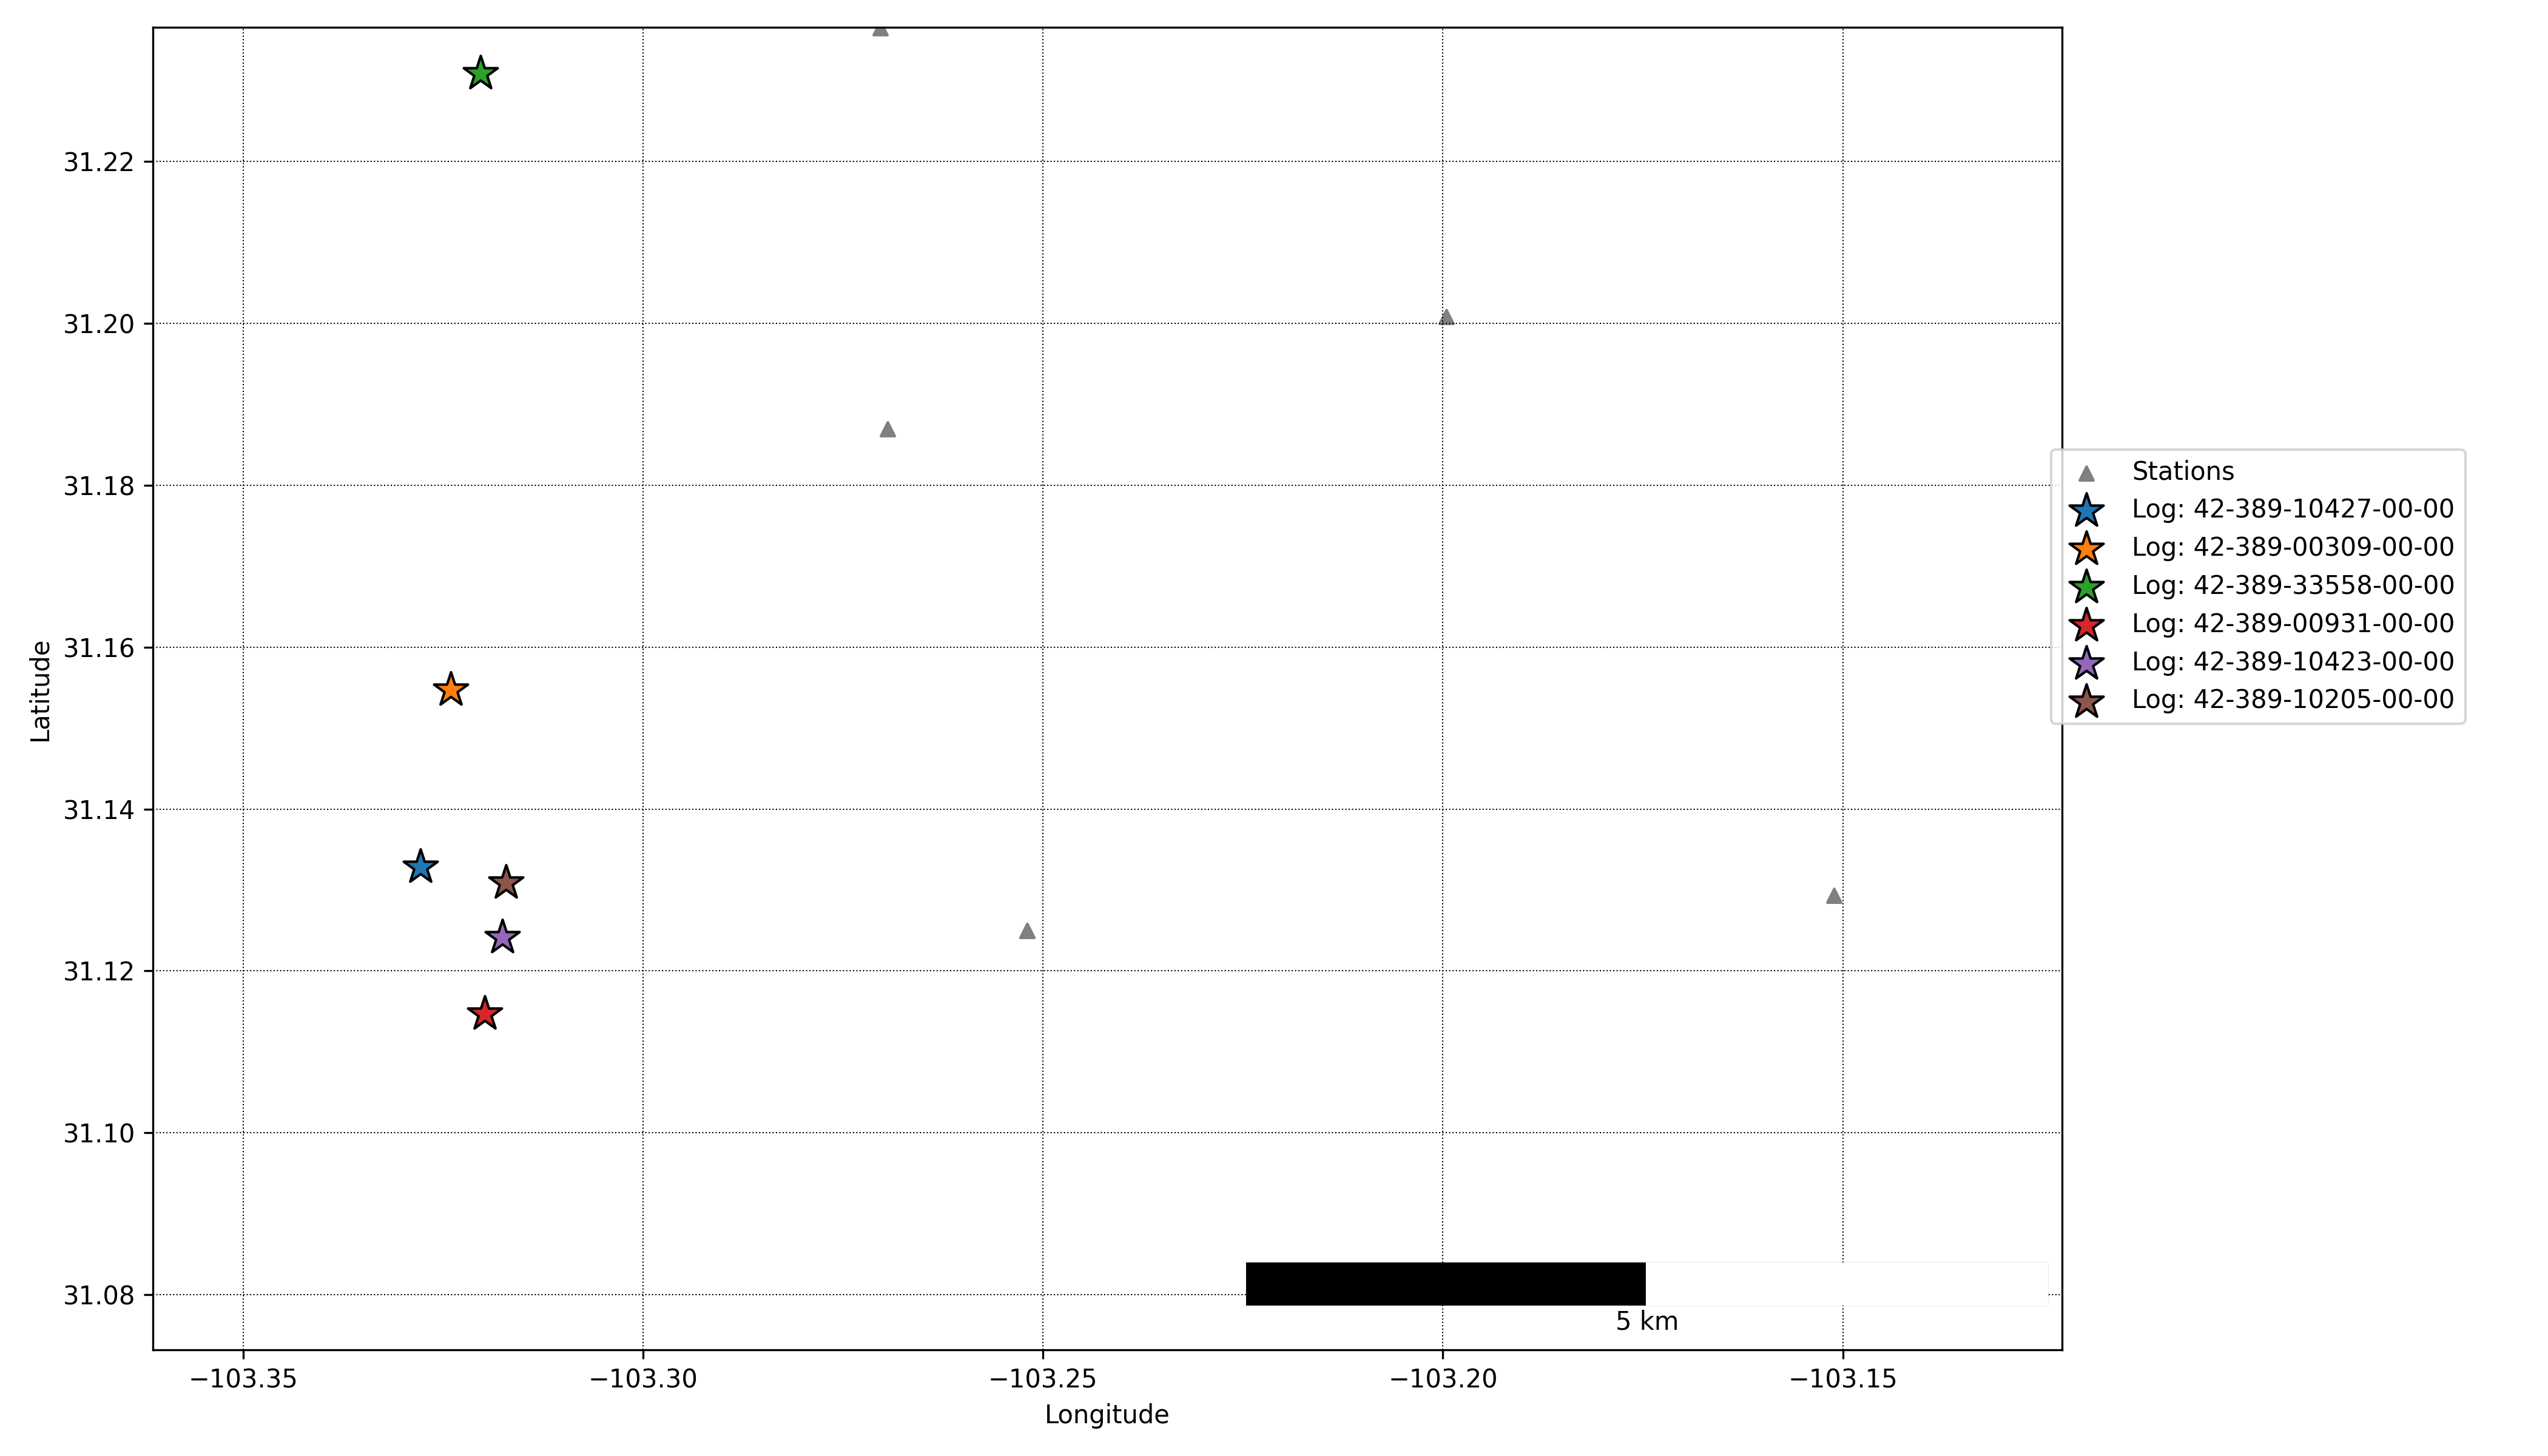 31.22
31.20
31.18
31.16
31.14
31.12
31.10
31.08
Latitude
−103.35
−103.30
−103.25
−103.20
−103.15
Longitude
5 km
Stations
Log: 42-389-10427-00-00
Log: 42-389-00309-00-00
Log: 42-389-33558-00-00
Log: 42-389-00931-00-00
Log: 42-389-10423-00-00
Log: 42-389-10205-00-00